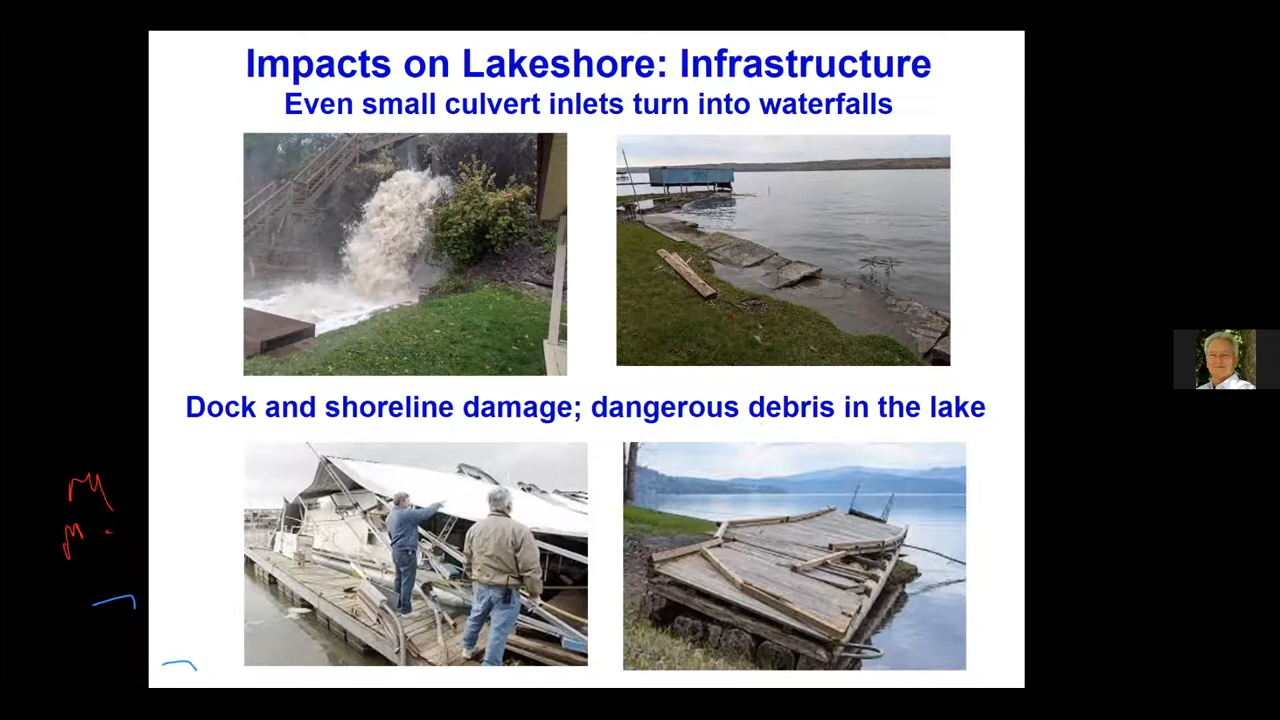 Impacts on Lakeshore: Infrastructure
Even small culvert inlets turn into waterfalls
Dock and shoreline damage; dangerous debris in the lake